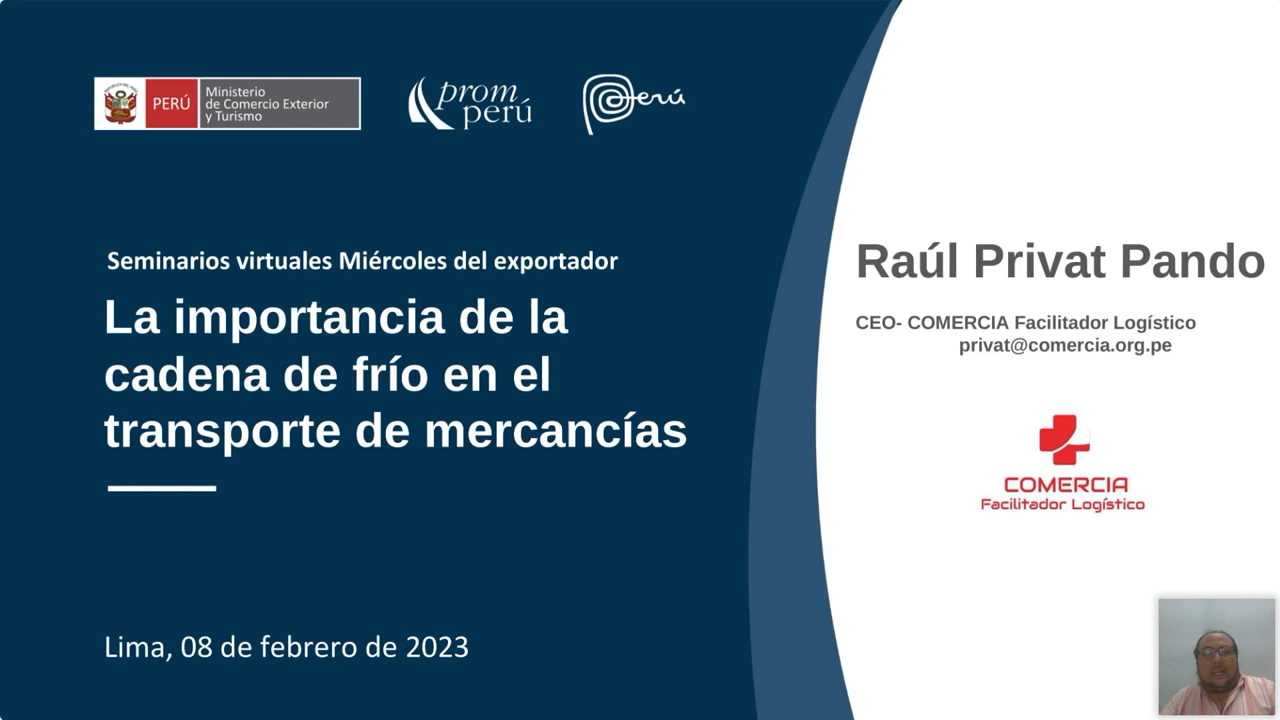 PERÚ
Ministerio
de Comercio Exterior
y Turismo
prom
perú
Perú
Seminarios virtuales Miércoles del exportador
La importancia de la
cadena de frío en el
transporte de mercancías
Lima, 08 de febrero de 2023
Raúl Privat Pando
CEO- COMERCIA Facilitador Logístico
privat@comercia.org.pe
COMERCIA
Facilitador Logístico